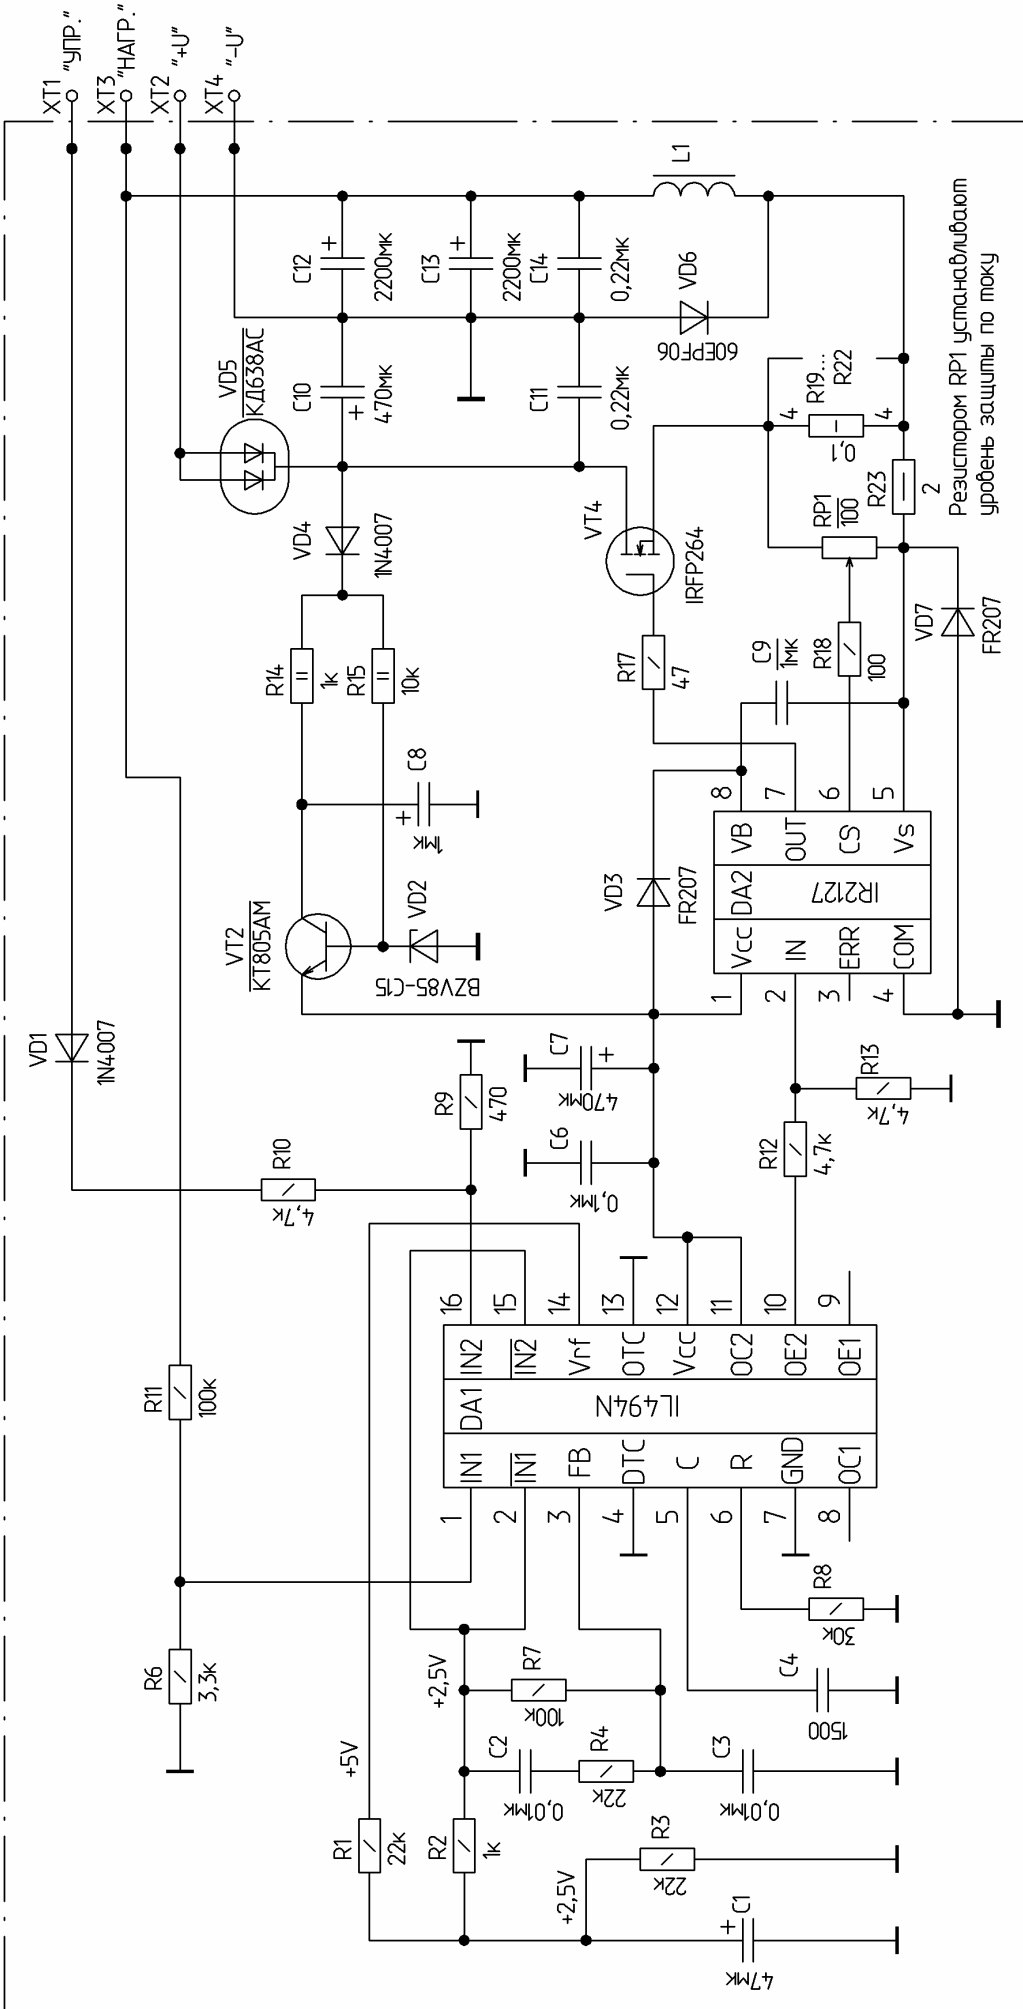 XT1 "УПР."
XT3 "НАГР."
XT2 "+U"
XT4 "-U"
L1
C12
+
2200мк
C13
+
2200мк
C14
0,22мк
VD6
60EPF06
VD5
КД638АС
C10
+
470мк
C11
0,22мк
R19...
R22
4
4
0,1
R23
2
RP1
100
Резистором RP1 устанавливают
уровень защиты по току
VD4
1N4007
VT4
IRFP264
R14
1к
R15
10к
R17
47
C9
1мк
R18
100
VD7
FR207
C8
+
1мк
VT2
КТ805АМ
VD2
BZV85-C15
VD3
FR207
8
7
6
5
VB
OUT
CS
Vs
DA2
IR2127
Vcc
IN
ERR
COM
1
2
3
4
VD1
1N4007
R9
470
C7
+
470мк
C6
0,1мк
R13
4,7к
R12
4,7к
R10
4,7к
16
15
14
13
12
11
10
9
IN2
IN2
Vrf
OTC
Vcc
OC2
OE2
OE1
DA1
IL494N
IN1
IN1
FB
DTC
C
R
GND
OC1
1
2
3
4
5
6
7
8
R11
100к
R6
3,3к
R8
30к
+2,5V
R7
100к
C4
1500
+5V
C2
0,01мк
R4
22к
C3
0,01мк
R1
22к
R2
1к
R3
22к
+2,5V
C1
+
47мк